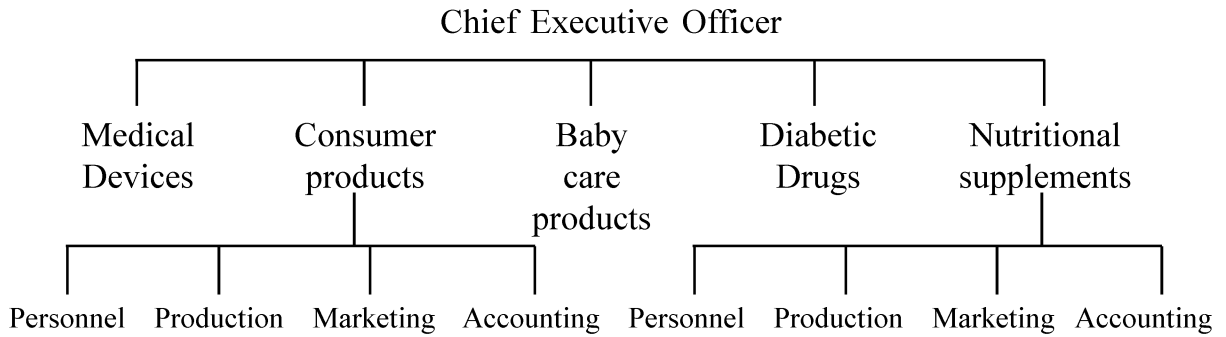 Chief Executive Officer
Medical Devices
Consumer products
Baby care products
Diabetic Drugs
Nutritional supplements
Personnel Production Marketing Accounting Personnel Production Marketing Accounting